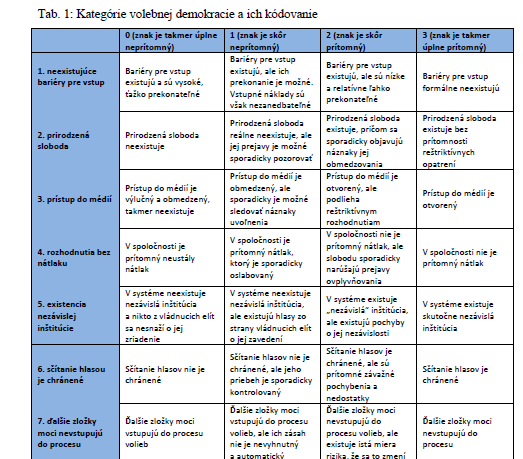 Tab. 1: Kategórie volebnej demokracie a ich kódovanie
0 (znak je takmer úplne neprítomný)
1 (znak je skôr neprítomný)
2 (znak je skôr prítomný)
3 (znak je takmer úplne prítomný)
1. neexistujúce bariéry pre vstup
Bariéry pre vstup
existujú a sú vysoké,
ťažko prekonateľné
Bariéry pre vstup
existujú, ale ich
prekonanie je možné.
Vstupné náklady sú
však nezanedbateľné
Bariéry pre vstup
existujú, ale sú nízke
a relatívne ľahko
prekonateľné
Bariéry pre vstup
formálne neexistujú
2. prirodzená
sloboda
Prirodzená sloboda
neexistuje
Prirodzená sloboda
reálne neexistuje, ale
jej prejavy je možné
sporadicky pozorovať
Prirodzená sloboda
existuje, pričom sa
sporadicky objavujú
náznaky jej
obmedzovania
Prirodzená sloboda
existuje bez
prítomnosti
reštriktívnych
opatrení
3. prístup do médií
Prístup do médií je
výlučný a obmedzený,
takmer neexistuje
Prístup do médií je
obmedzený, ale
sporadicky je možné
sledovať náznaky
uvoľnenia
Prístup do médií je
otvorený, ale
podlieha
reštriktívnym
rozhodnutiam
Prístup do médií je
otvorený
4. rozhodnutia bez
nátlaku
V spoločnosti je
prítomný neustály
nátlak
V spoločnosti je
prítomný nátlak,
ktorý je sporadicky
oslabovaný
V spoločnosti nie je
prítomný nátlak, ale
slobodu sporadicky
narúšajú prejavy
ovplyvňovania
V spoločnosti nie je
prítomný nátlak
5. existencia
nezávislej
inštitúcie
V systéme neexistuje
nezávislá inštitúcia
a nikto z vládnucich elít
sa nesnaží o jej
zriadenie
V systéme neexistuje
nezávislá inštitúcia,
ale existujú hlasy zo
strany vládnucich elít
o jej zavedení
V systéme existuje
„nezávislá“ inštitúcia,
ale existujú pochyby
o jej nezávislosti
V systéme existuje
skutočne nezávislá
inštitúcia
6. sčítanie hlasou
je chránené
Sčítanie hlasov nie je
chránené
Sčítanie hlasov nie je
chránené, ale jeho
priebeh je sporadicky
kontrolovaný
Sčítanie hlasov je
chránené, ale sú
prítomné závažné
pochybenia a
nedostatky
Sčítanie hlasov je
chránené
7. ďalšie zložky
moci nevstupujú
do procesu
Ďalšie zložky moci
vstupujú do procesu
volieb
Ďalšie zložky moci
vstupujú do procesu
volieb, ale ich zásah
nie je nevyhnutný
a automatický
Ďalšie zložky moci
nevstupujú do
procesu volieb, ale
existuje istá miera
rizika, že sa to zmení
Ďalšie zložky moci
nevstupujú do
procesu